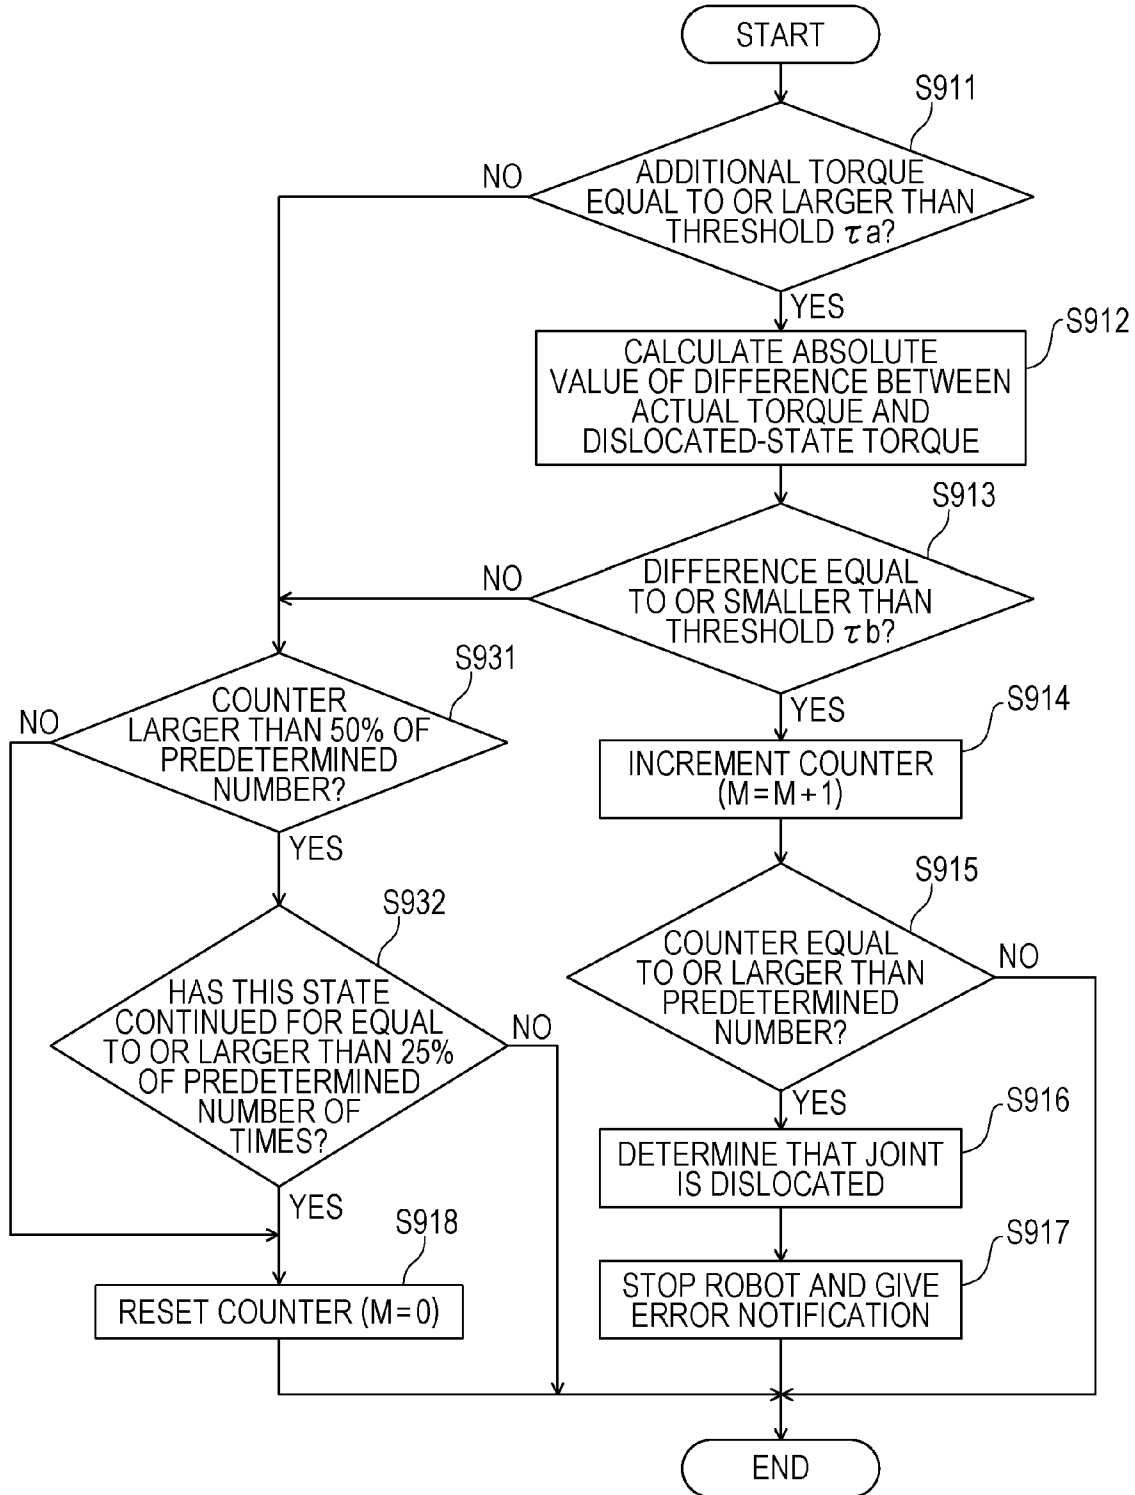 START
S911
ADDITIONAL TORQUE
EQUAL TO OR LARGER THAN
THRESHOLD τa?
NO
YES
S912
CALCULATE ABSOLUTE
VALUE OF DIFFERENCE BETWEEN
ACTUAL TORQUE AND
DISLOCATED-STATE TORQUE
S913
DIFFERENCE EQUAL
TO OR SMALLER THAN
THRESHOLD τb?
NO
YES
S931
COUNTER
LARGER THAN 50% OF
PREDETERMINED
NUMBER?
NO
YES
S914
INCREMENT COUNTER
(M=M+1)
S932
HAS THIS STATE
CONTINUED FOR EQUAL
TO OR LARGER THAN 25%
OF PREDETERMINED
NUMBER OF
TIMES?
NO
YES
S915
COUNTER EQUAL
TO OR LARGER THAN
PREDETERMINED
NUMBER?
NO
YES
S916
DETERMINE THAT JOINT
IS DISLOCATED
S918
RESET COUNTER (M=0)
S917
STOP ROBOT AND GIVE
ERROR NOTIFICATION
END